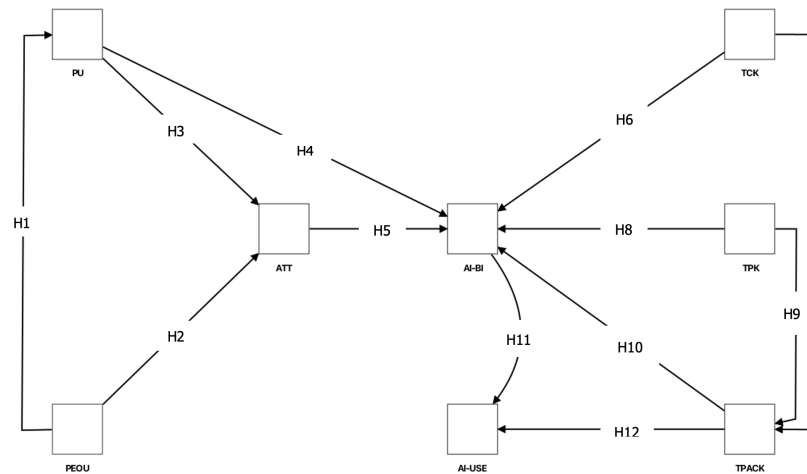 PU
TCK
H6
H3
H4
H1
H5
H8
ATT
AI-BI
TPK
H9
H2
H11
H10
H12
PEOU
AI-USE
TPACK